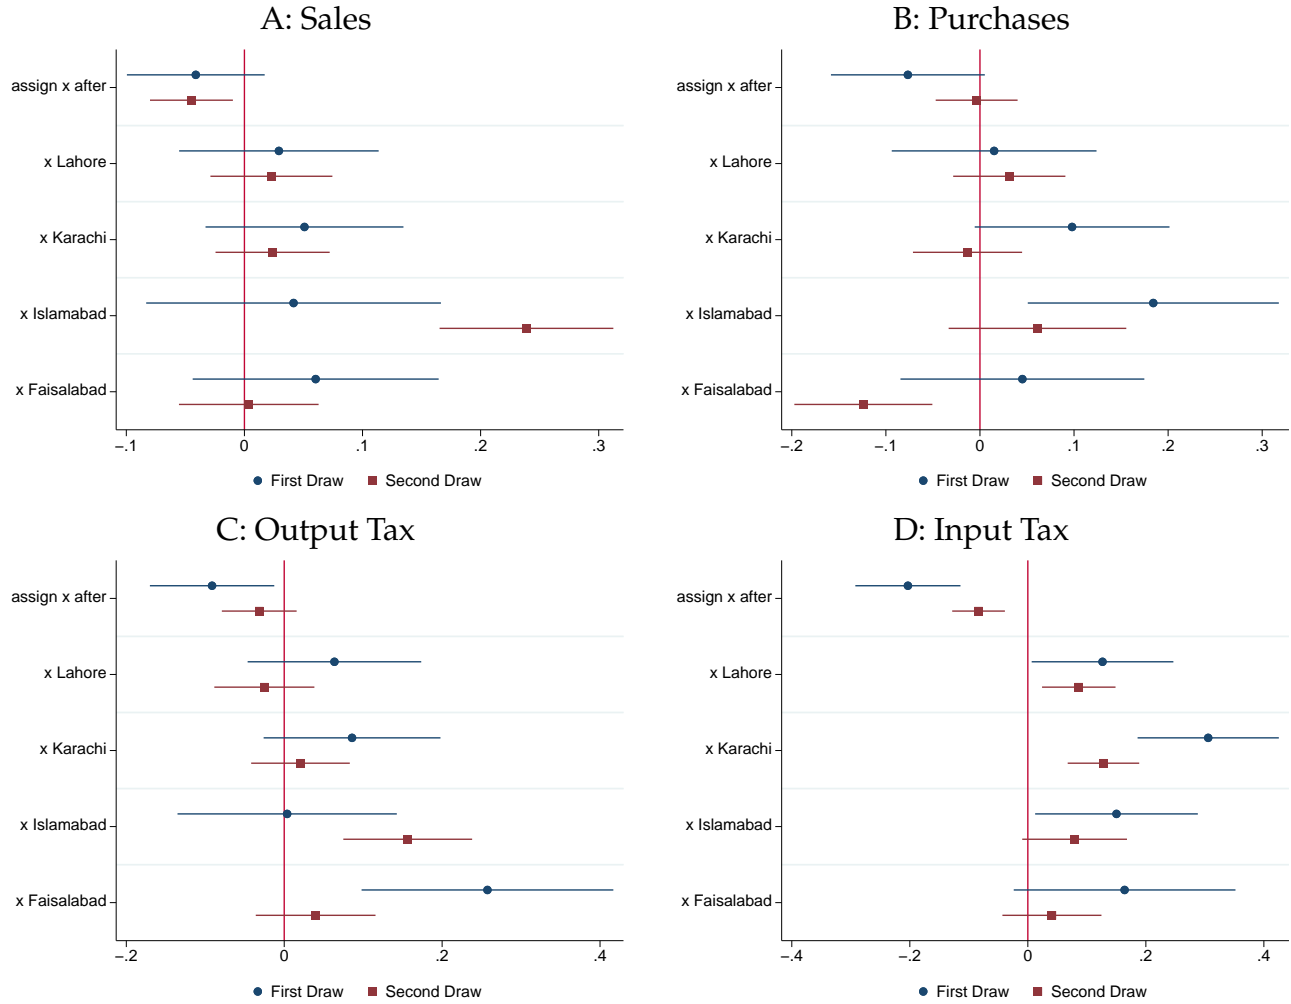 A: Sales
assign x after
x Lahore
x Karachi
x Islamabad
x Faisalabad
−.1 0 .1 .2 .3
First Draw Second Draw
B: Purchases
assign x after
x Lahore
x Karachi
x Islamabad
x Faisalabad
−.2 −.1 0 .1 .2 .3
First Draw Second Draw
C: Output Tax
assign x after
x Lahore
x Karachi
x Islamabad
x Faisalabad
−.2 0 .2 .4
First Draw Second Draw
D: Input Tax
assign x after
x Lahore
x Karachi
x Islamabad
x Faisalabad
−.4 −.2 0 .2 .4
First Draw Second Draw